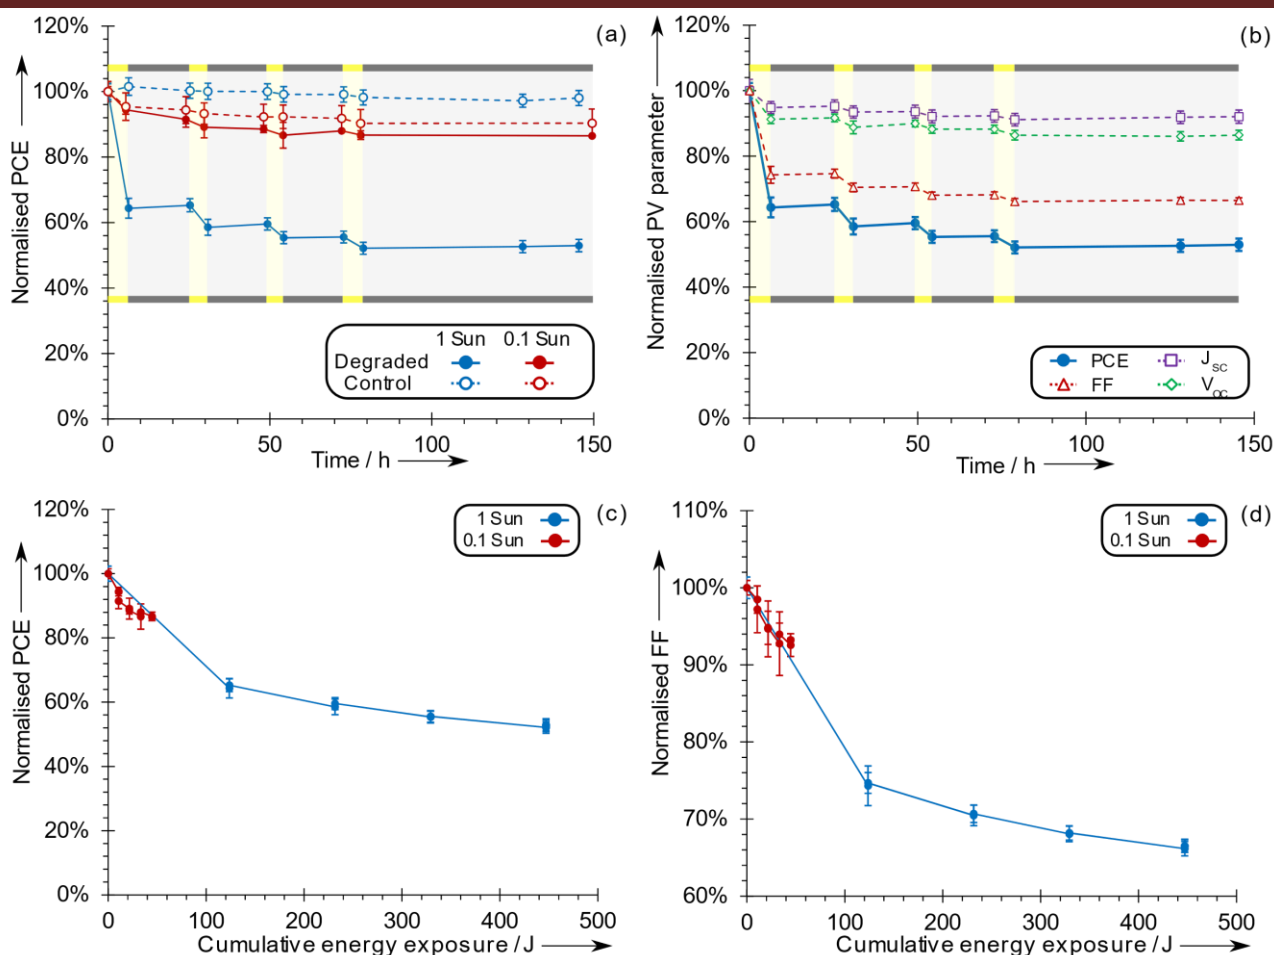 120%
100%
80%
60%
40%
20%
0%
Normalised PCE
(a)
1 Sun 0.1 Sun
Degraded
Control
0 50 100 150
Time / h
120%
100%
80%
60%
40%
20%
0%
Normalised PV parameter
(b)
PCE J_SC
FF V_OC
0 50 100 150
Time / h
120%
100%
80%
60%
40%
20%
0%
Normalised PCE
(c)
1 Sun
0.1 Sun
0 100 200 300 400 500
Cumulative energy exposure / J
110%
100%
90%
80%
70%
60%
Normalised FF
(d)
1 Sun
0.1 Sun
0 100 200 300 400 500
Cumulative energy exposure / J